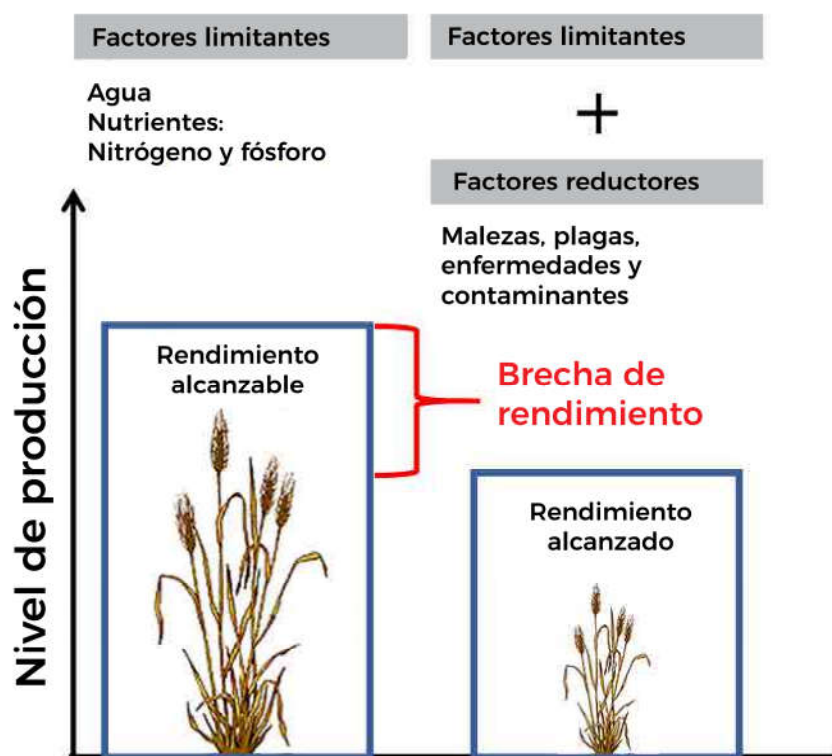 Factores limitantes
Agua
Nutrientes:
Nitrógeno y fósforo
Factores limitantes
+
Factores reductores
Malezas, plagas,
enfermedades y
contaminantes
Nivel de producción
Rendimiento
alcanzable
Brecha de
rendimiento
Rendimiento
alcanzado